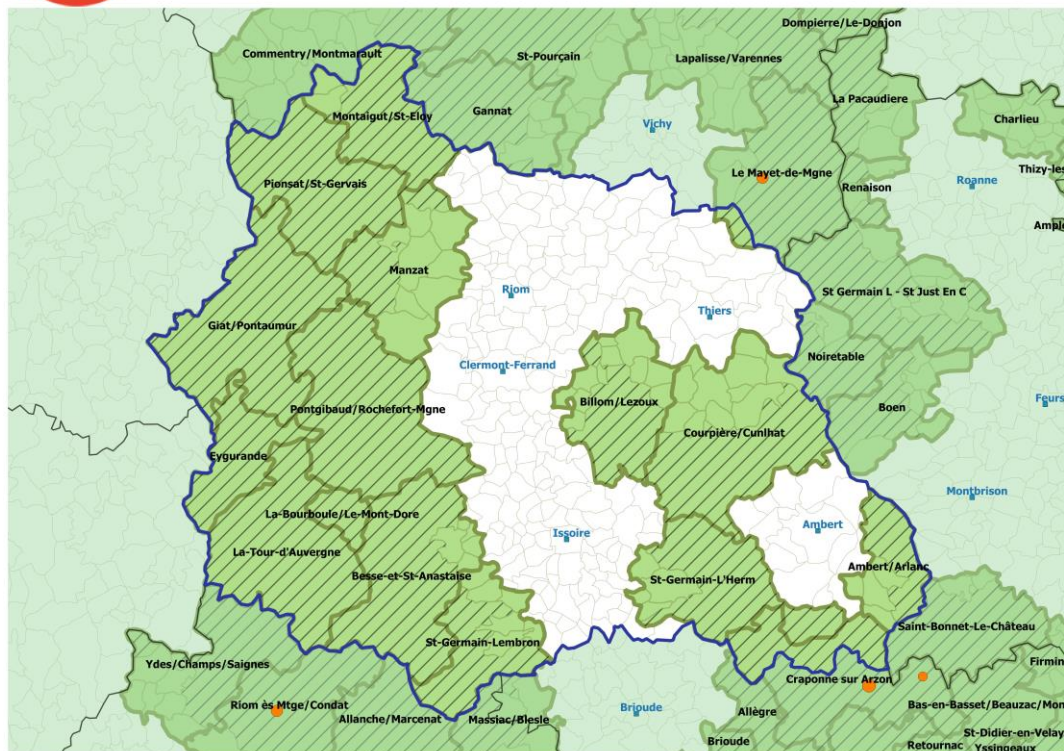 Dompierre/Le-Donjon
Commentry/Montmarault
St-Pourçain
Lapalisse/Varennes
La Pacaudiere
Gannat
Montaigut/St-Eloy
Vichy
Charlieu
Le Mayet-de-Mgne
Thizy-les
Pionsat/St-Gervais
Renaison
Roanne
Ample
Manzat
Riom
St Germain L - St Just En C
Thiers
Giat/Pontaumur
Noiretable
Clermont-Ferrand
Feurs
Billom/Lezoux
Pontgibaud/Rochefort-Mgne
Boen
Courpière/Cunlhat
Eygurande
Montbrison
La-Bourboule/Le-Mont-Dore
Ambert
Issoire
La-Tour-d'Auvergne
Ambert/Arlanc
Besse-et-St-Anastaise
St-Germain-L'Herm
Saint-Bonnet-Le-Château
St-Germain-Lembron
Ydes/Champs/Saignes
Firmin
Craponne sur Arzon
Riom ès Mtge/Condat
Bas-en-Basset/Beauzac/Mon
Brioude
Allègre
Allanche/Marcenat
Massiac/Blesle
St-Didier-en-Vela
Brioude
Retournac
Yssingeaux